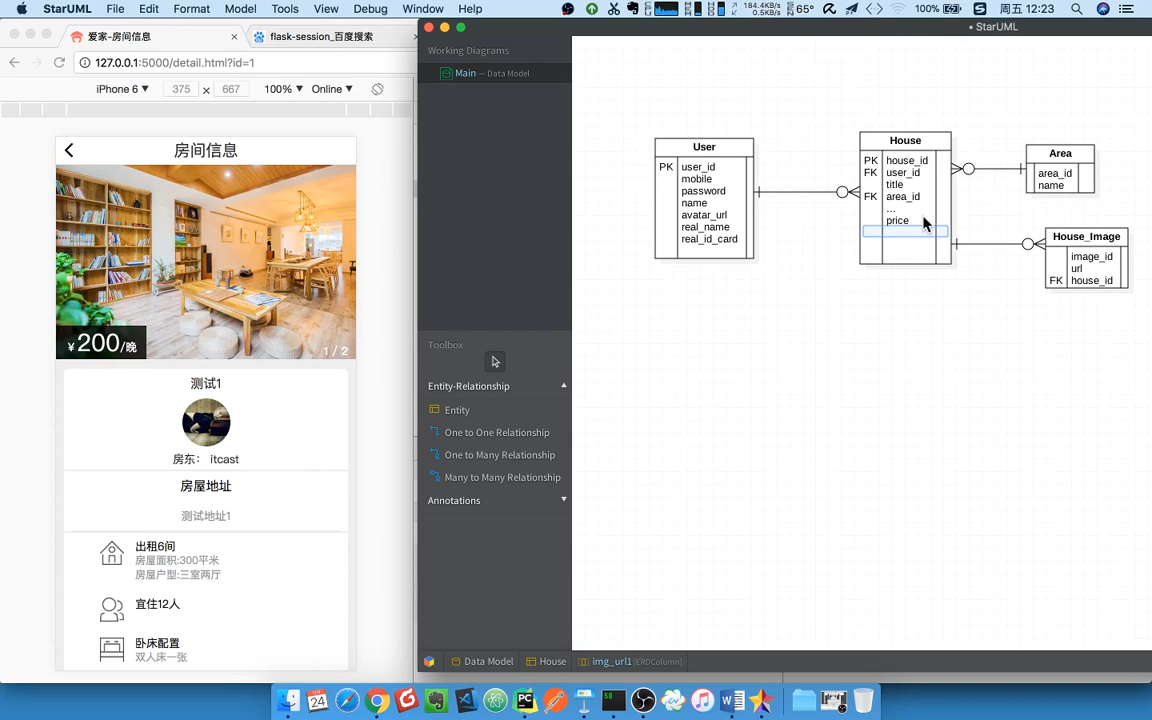 StarUML File Edit Format Model Tools View Window Debug Help
184.4KB/s
0.5KB/s
65°
100%
周五 12:23
爱家-房间信息
flask-session_百度搜索
127.0.0.1:5000/detail.html?id=1
iPhone 6 ▼ 375 × 667 100% ▼ Online ▼
房间信息
¥200/晚
1 / 2
测试1
房东： itcast
房屋地址
测试地址1
出租6间
房屋面积:300平米
房屋户型:三室两厅
宜住12人
卧床配置
双人床一张
• StarUML
Working Diagrams
Main — Data Model
Toolbox
Entity-Relationship
Entity
One to One Relationship
One to Many Relationship
Many to Many Relationship
Annotations
User
PK user_id
mobile
password
name
avatar_url
real_name
real_id_card
House
PK house_id
FK user_id
title
FK area_id
...
price
Area
area_id
name
House_Image
image_id
url
FK house_id
Data Model House img_url1 [ERDColumn]
24
PC